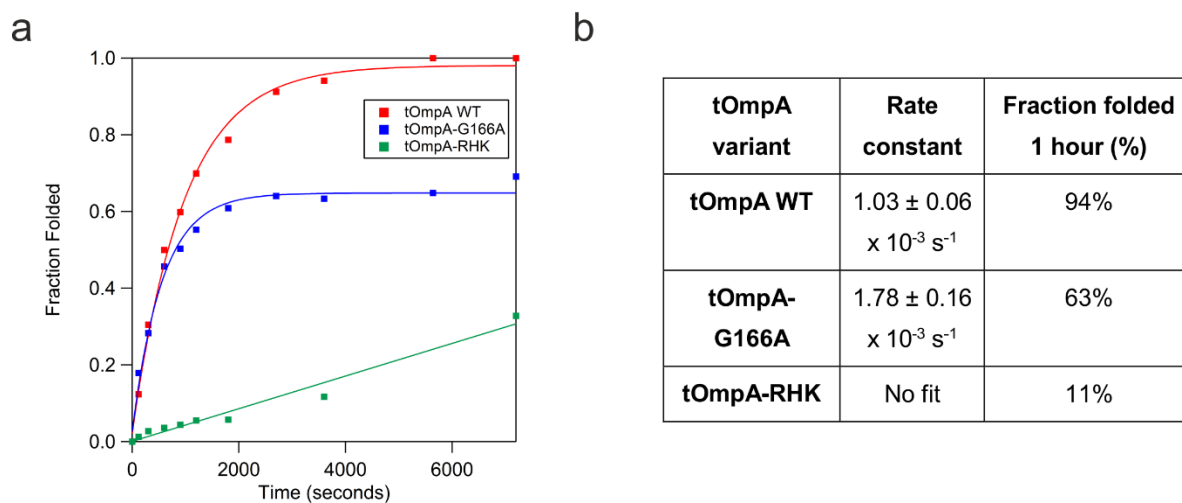 a
1.0
0.8
0.6
0.4
0.2
0.0
Fraction Folded
tOmpA WT
tOmpA-G166A
tOmpA-RHK
0
2000
4000
6000
Time (seconds)
b
tOmpA variant
Rate constant
Fraction folded 1 hour (%)
tOmpA WT
1.03 ± 0.06
x 10⁻³ s⁻¹
94%
tOmpA-
G166A
1.78 ± 0.16
x 10⁻³ s⁻¹
63%
tOmpA-RHK
No fit
11%